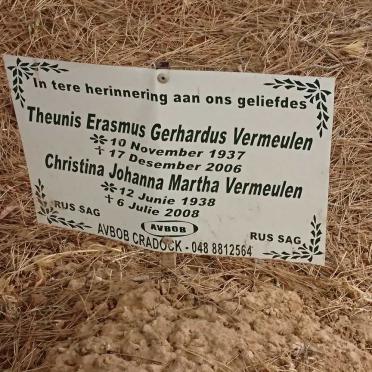 In tere herinnering aan ons geliefdes
Theunis Erasmus Gerhardus Vermeulen
10 November 1937
† 17 Desember 2006
Christina Johanna Martha Vermeulen
12 Junie 1938
† 6 Julie 2008
RUS SAG AVBOB RUS SAG
AVBOB CRADOCK - 048 8812564